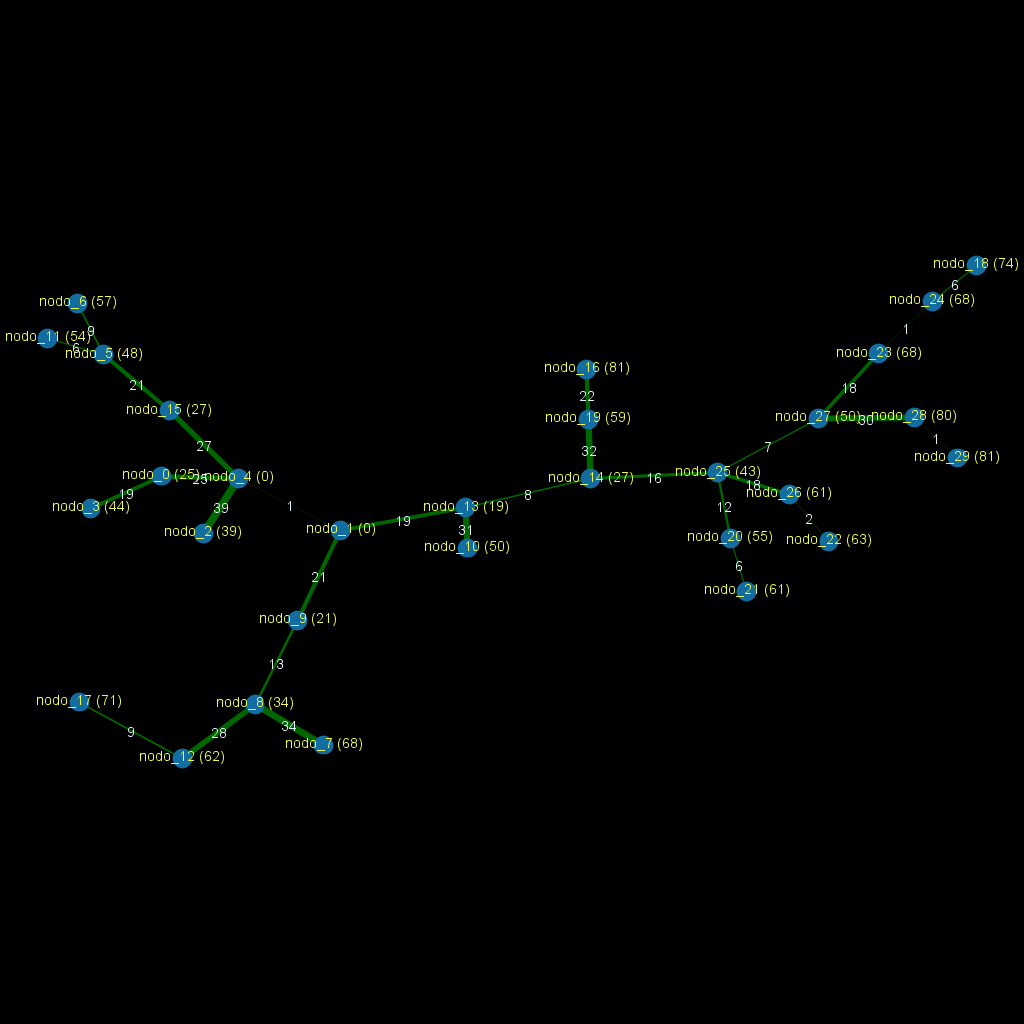 nodo_18 (74)
6
nodo_24 (68)
nodo_6 (57)
1
9
nodo_11 (54)
6
nodo_5 (48)
nodo_23 (68)
nodo_16 (81)
21
18
22
nodo_15 (27)
nodo_19 (59)
nodo_27 (50)
nodo_28 (80)
30
1
27
7
32
nodo_29 (81)
nodo_0 (25)
nodo_4 (0)
25
nodo_14 (27)
16
nodo_25 (43)
18
nodo_26 (61)
19
nodo_3 (44)
8
39
1
nodo_13 (19)
12
2
19
nodo_2 (39)
nodo_1 (0)
31
nodo_20 (55)
nodo_22 (63)
nodo_10 (50)
6
21
nodo_21 (61)
nodo_9 (21)
13
nodo_17 (71)
nodo_8 (34)
9
28
34
nodo_7 (68)
nodo_12 (62)